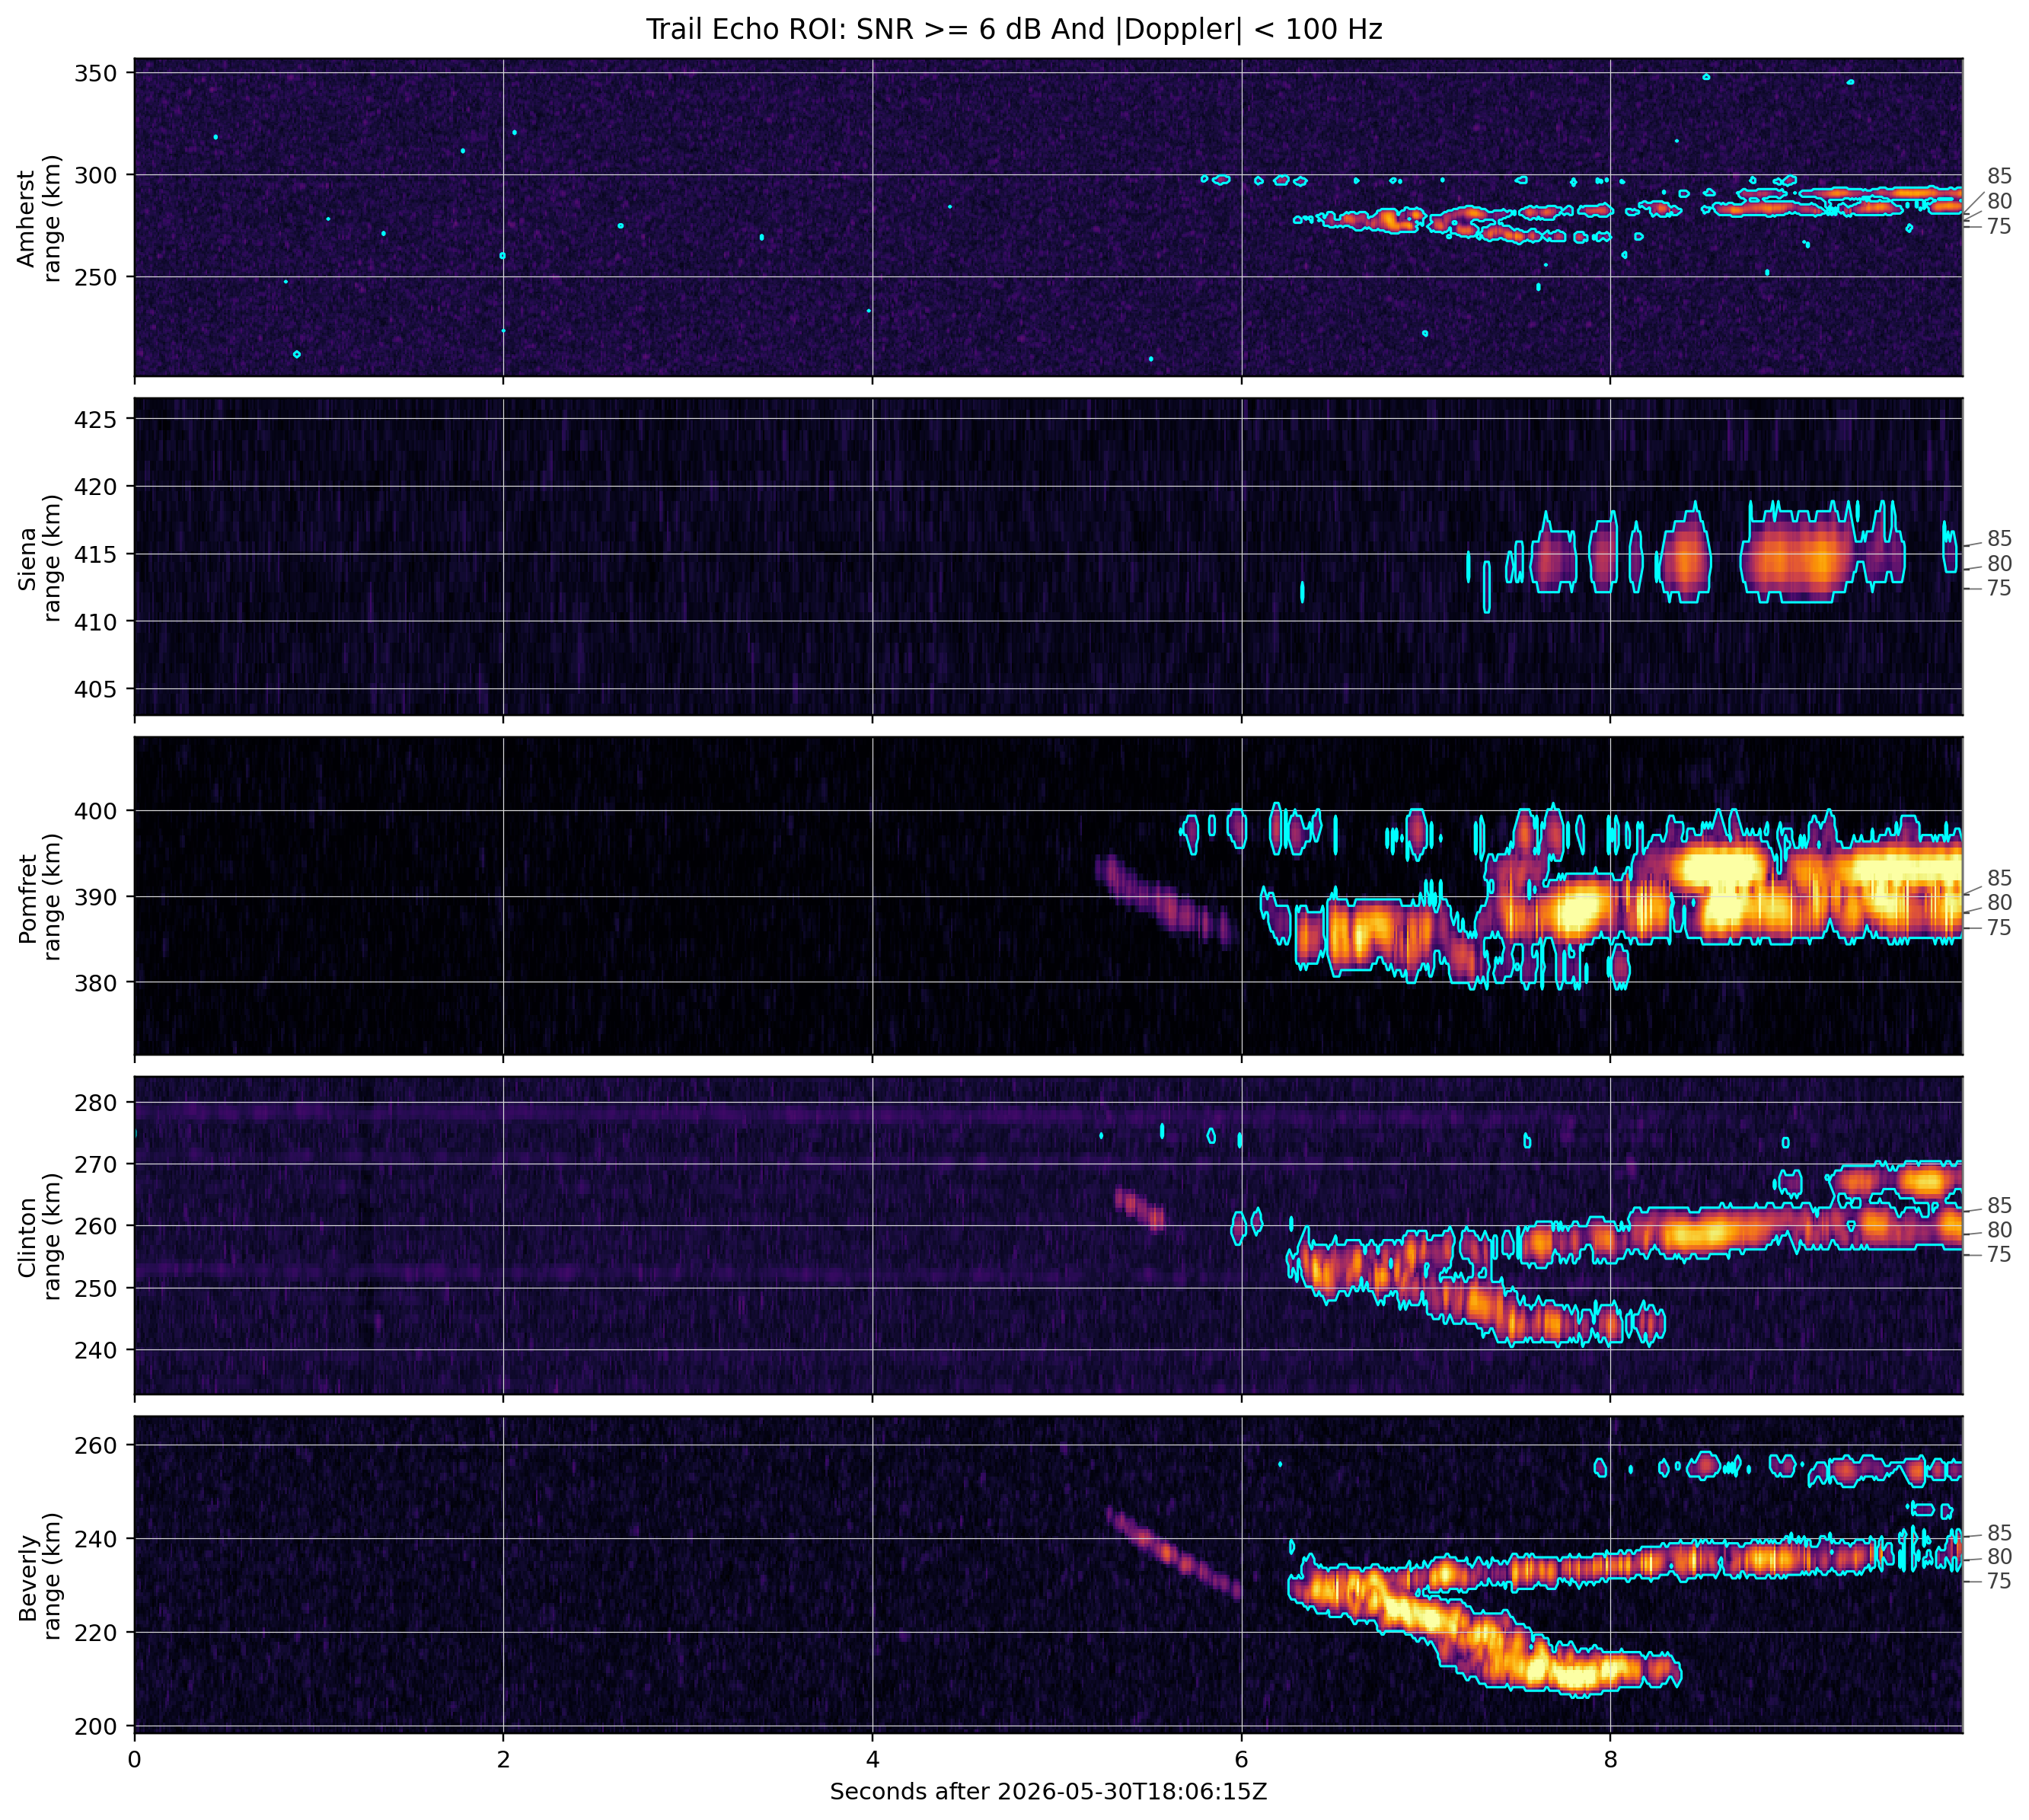 Trail Echo ROI: SNR >= 6 dB And |Doppler| < 100 Hz
Amherst
range (km)
350
300
250
85
80
75
Siena
range (km)
425
420
415
410
405
85
80
75
Pomfret
range (km)
400
390
380
85
80
75
Clinton
range (km)
280
270
260
250
240
85
80
75
Beverly
range (km)
260
240
220
200
85
80
75
0 2 4 6 8
Seconds after 2026-05-30T18:06:15Z